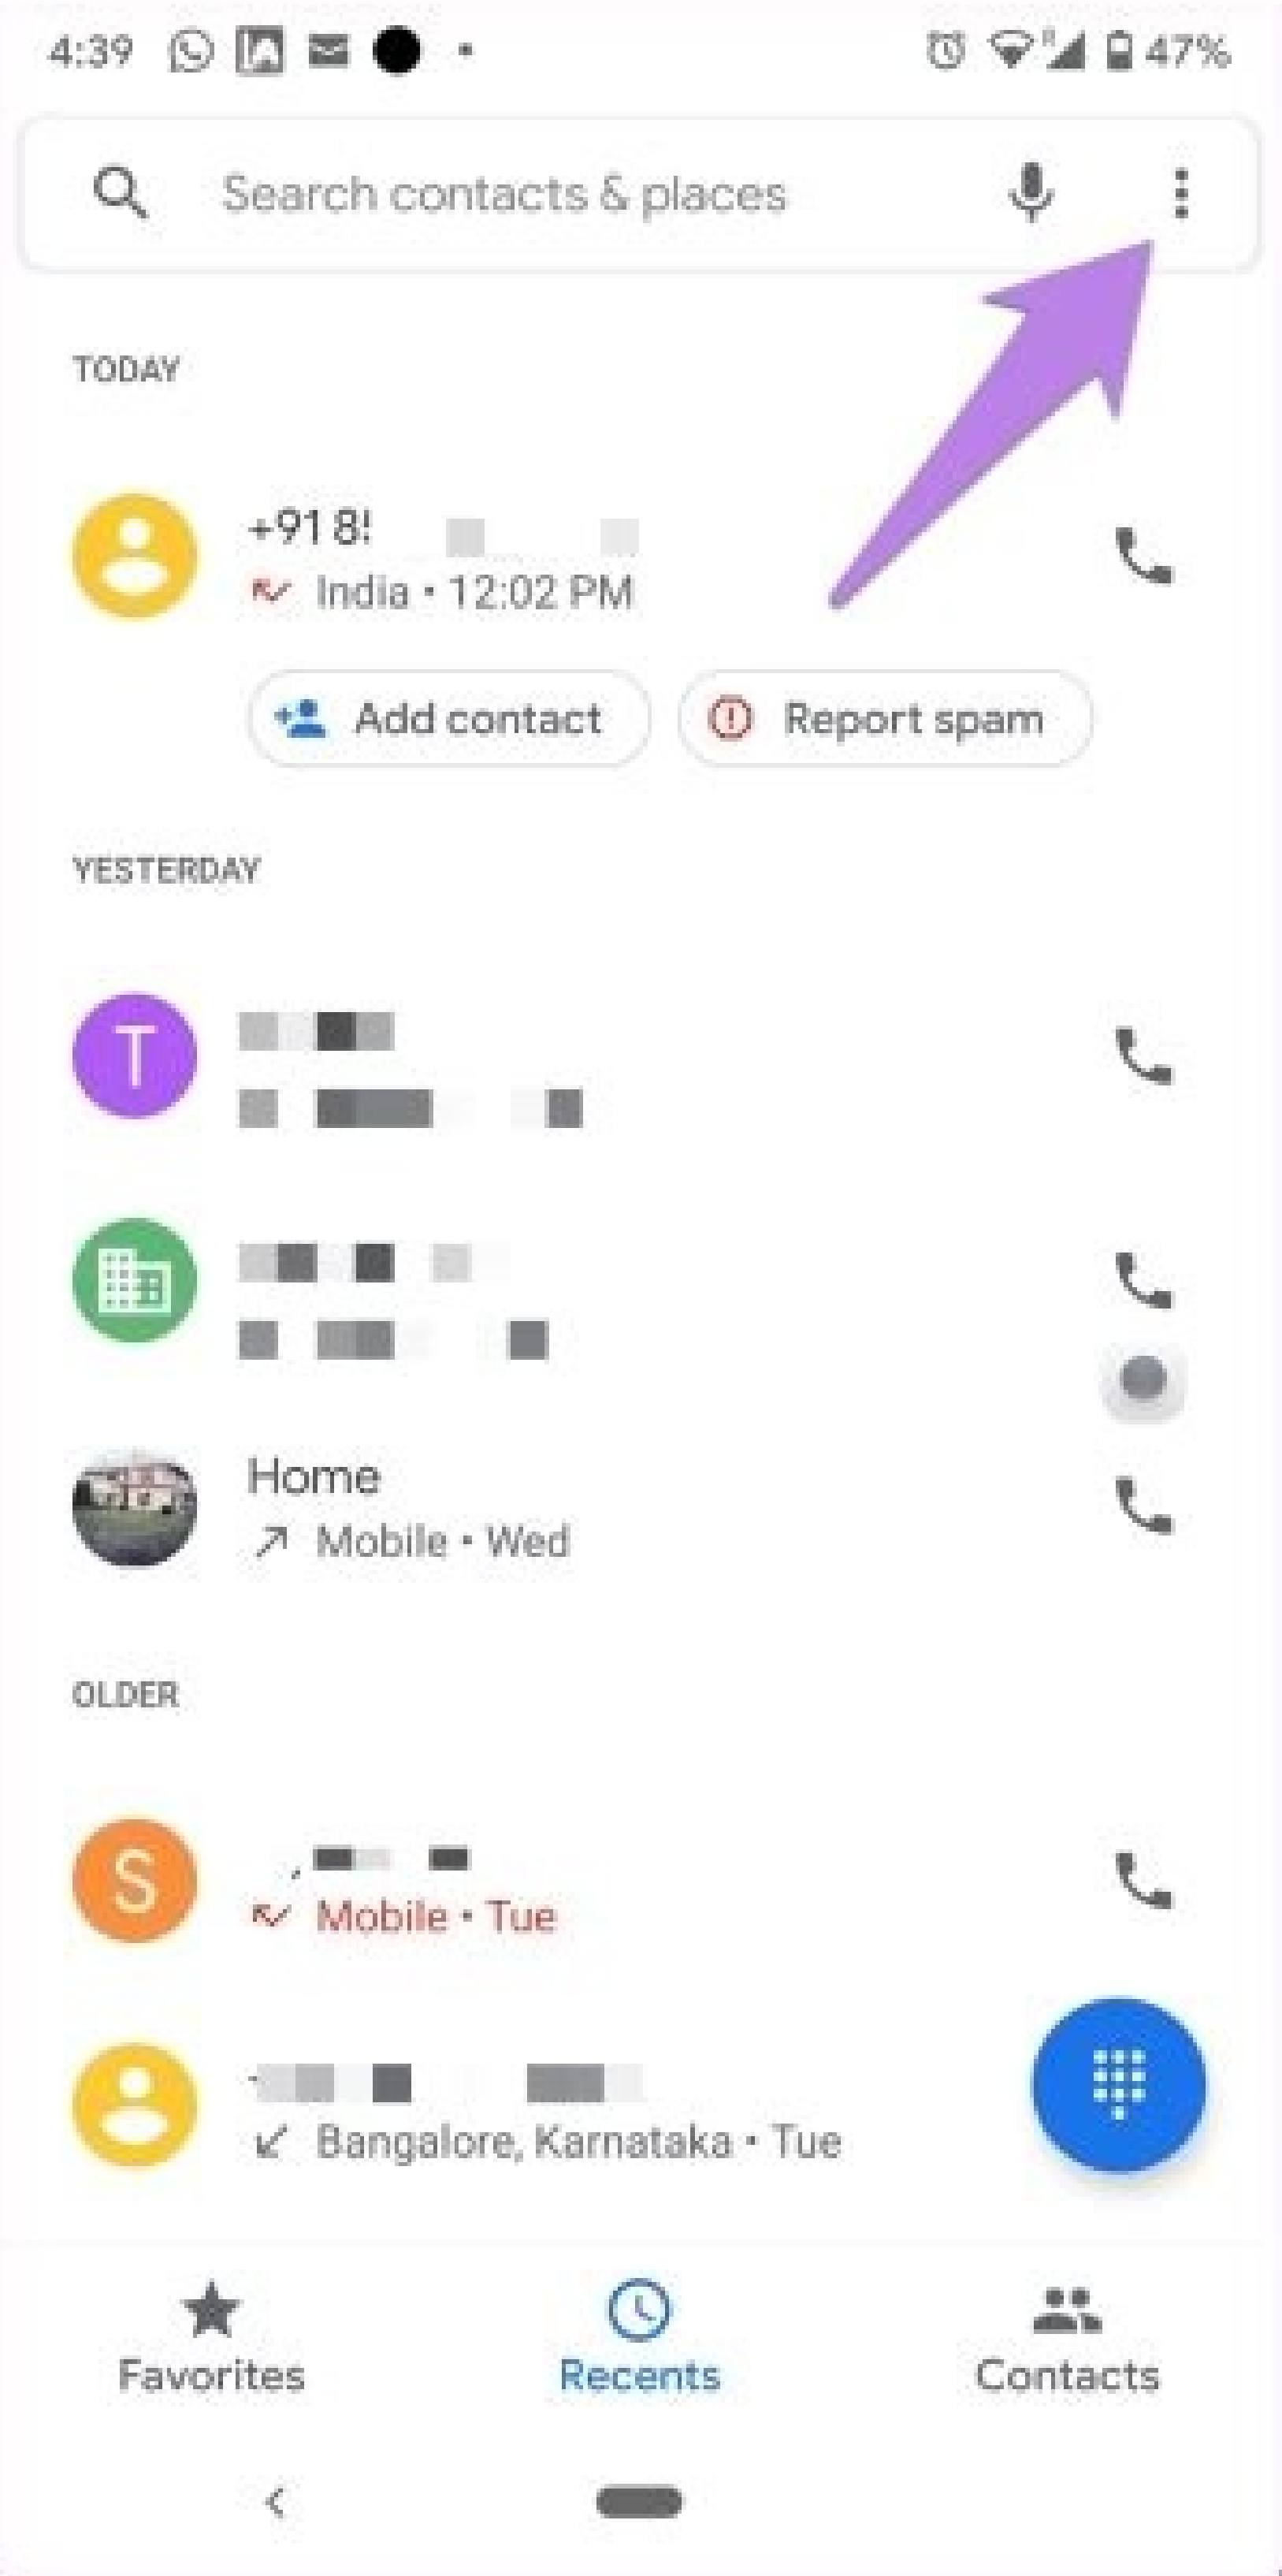 4:39 47%
Search contacts & places
TODAY
+91 8
India • 12:02 PM
Add contact Report spam
YESTERDAY
T
Home
Mobile • Wed
OLDER
S
Mobile • Tue
Bangalore, Karnataka • Tue
Favorites Recents Contacts